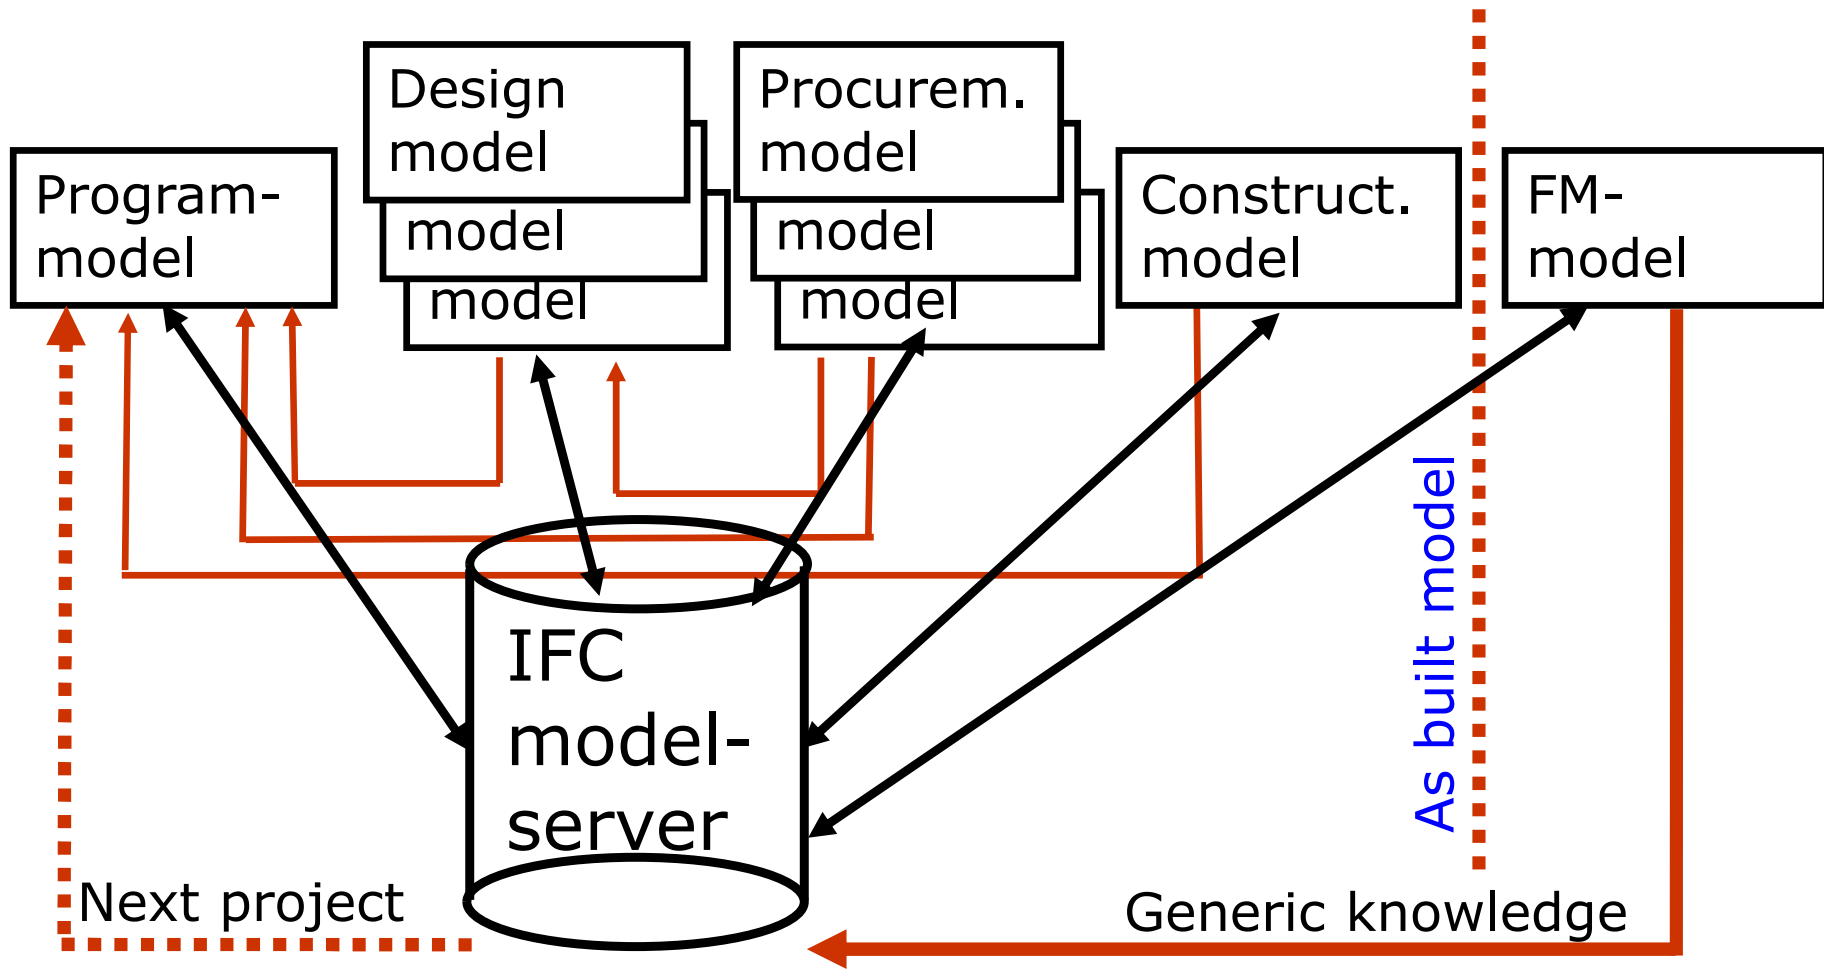 Program-
model
Design
model
model
model
Procurem.
model
model
model
Construct.
model
FM-
model
IFC
model-
server
As built model
Next project
Generic knowledge